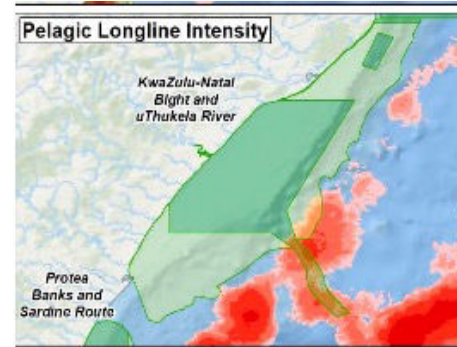 Pelagic Longline Intensity
KwaZulu-Natal
Bight and
uThukela River
Protea
Banks and
Sardine Route